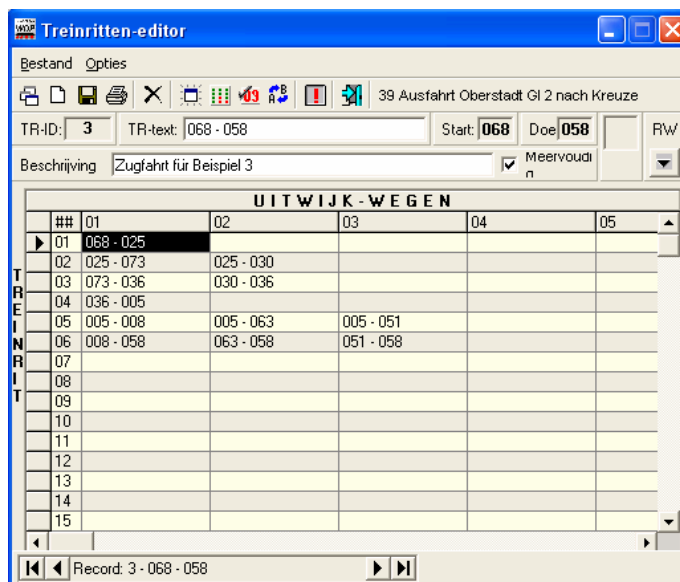 WDP Treinritten-editor
Bestand Opties
09 B A 39 Ausfahrt Oberstadt Gl 2 nach Kreuze
TR-ID: 3 TR-text: 068 - 058 Start: 068 Doe 058 RW
Beschrijving Zugfahrt für Beispiel 3 Meervoudi
n
UITWIJK-WEGEN
## 01 02 03 04 05
01 068 - 025
02 025 - 073 025 - 030
03 073 - 036 030 - 036
04 036 - 005
05 005 - 008 005 - 063 005 - 051
06 008 - 058 063 - 058 051 - 058
07
08
09
10
11
12
13
14
15
TREINRIT
Record: 3 - 068 - 058